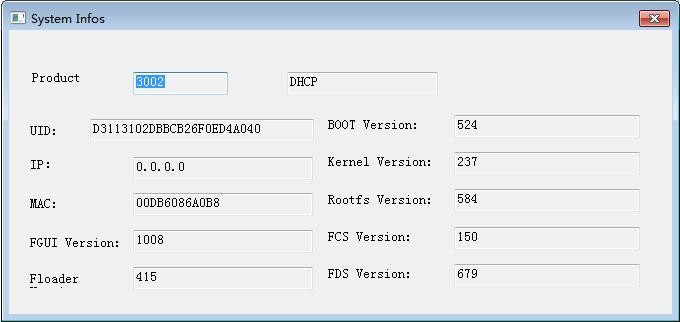 System Infos
Product 3002 DHCP
UID: D3113102DBBCB26F0ED4A040 BOOT Version: 524
IP: 0.0.0.0 Kernel Version: 237
MAC: 00DB6086A0B8 Rootfs Version: 584
FGUI Version: 1008 FCS Version: 150
Floader 415 FDS Version: 679